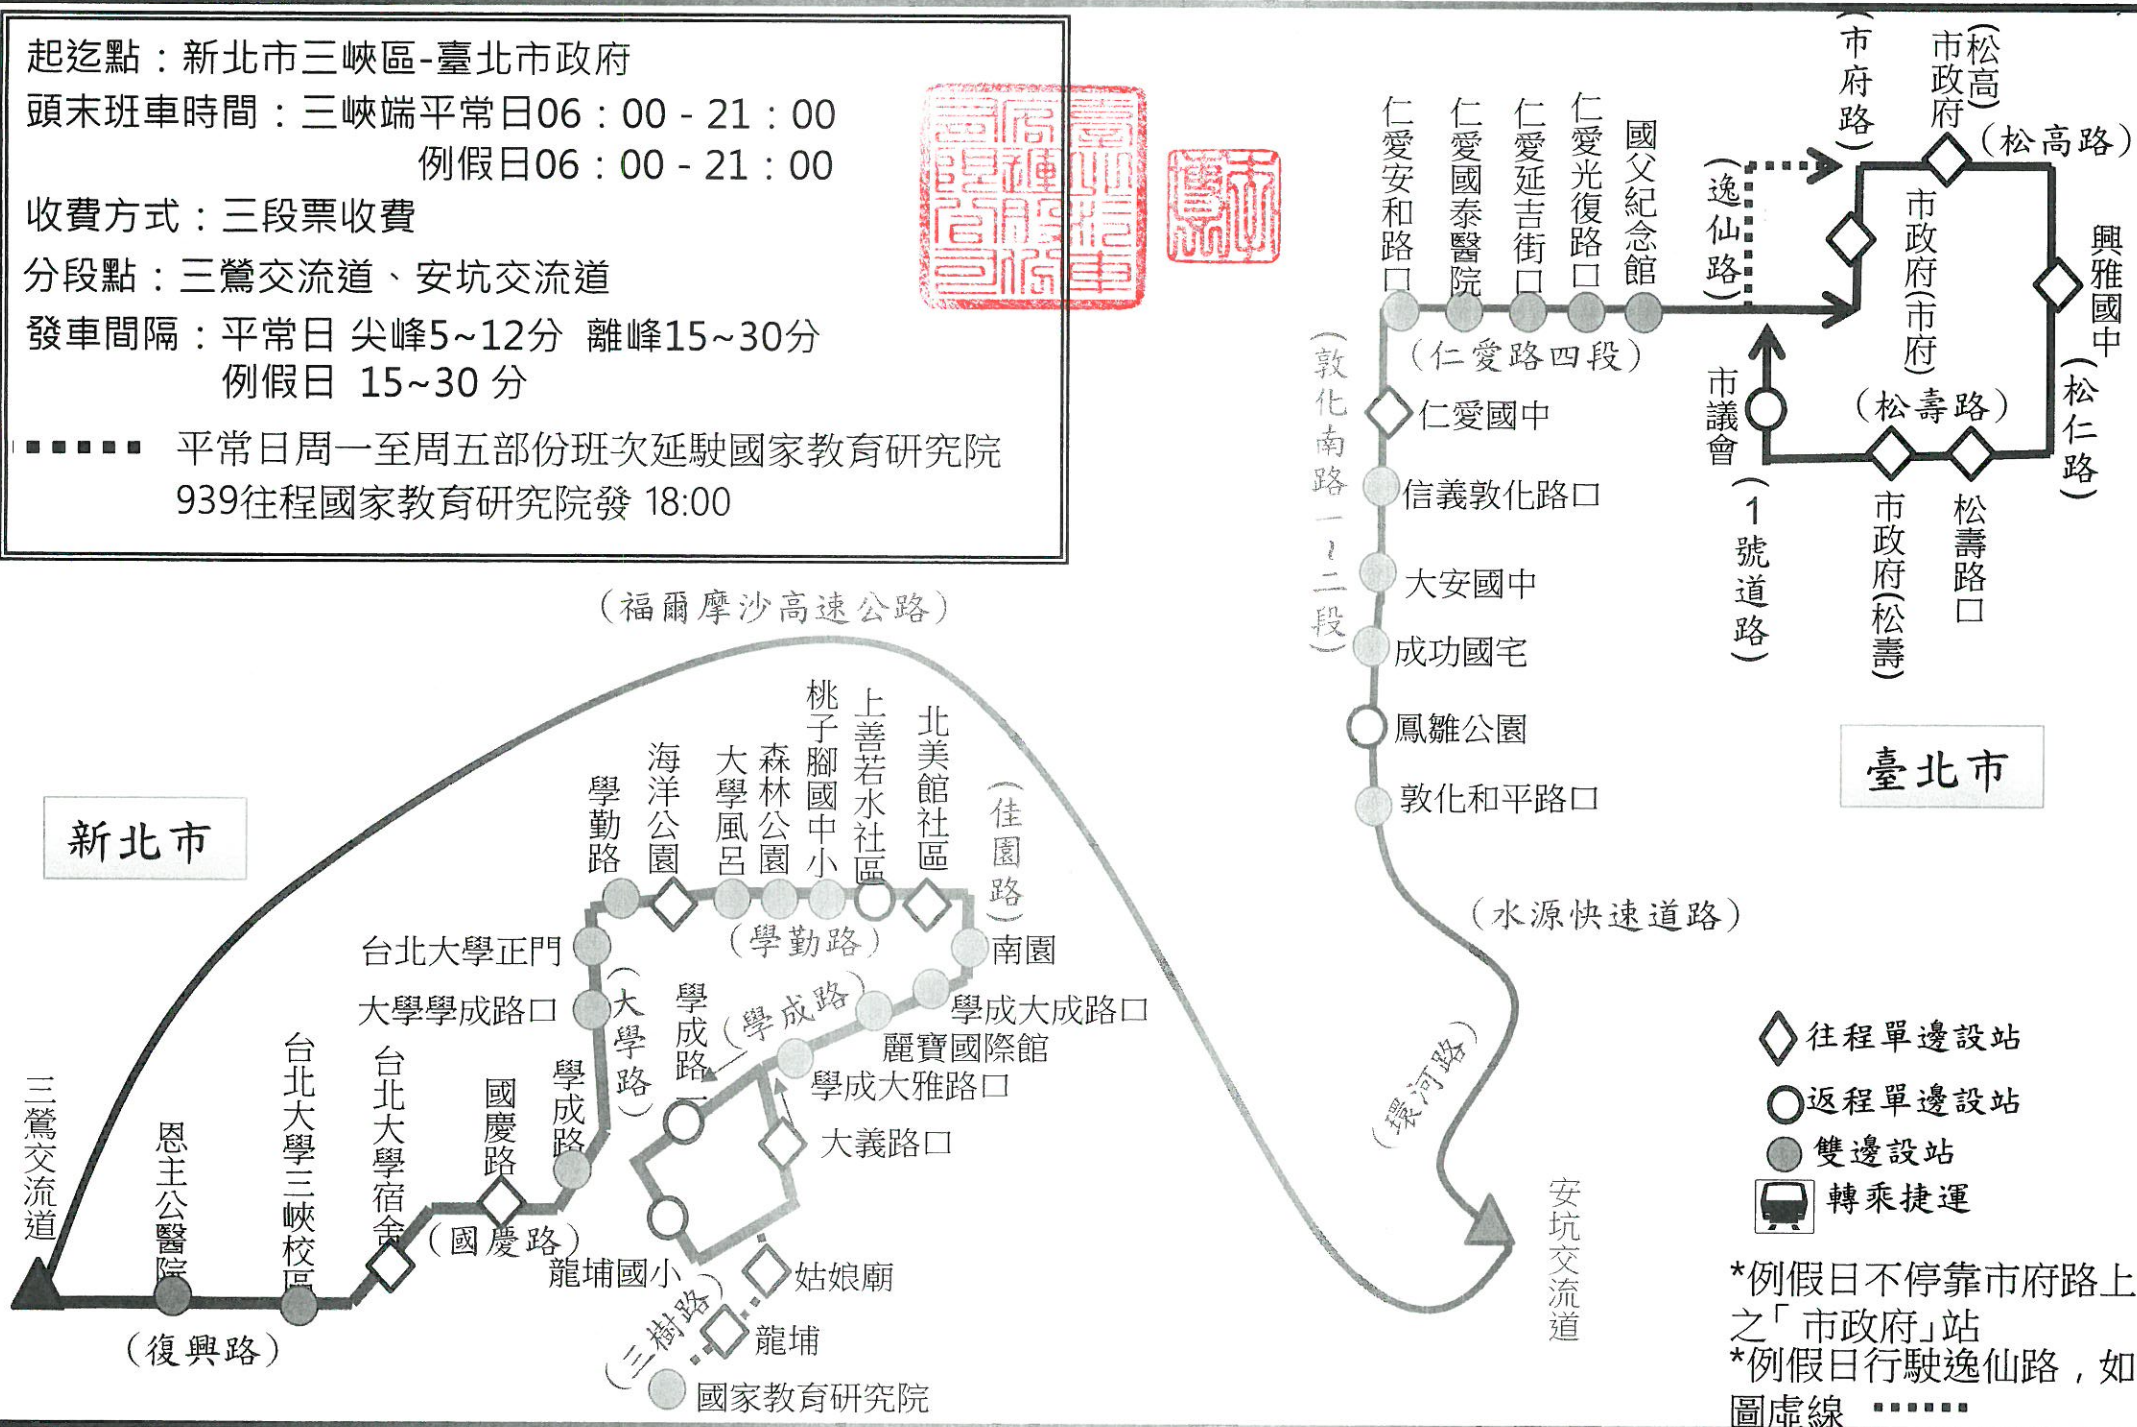 起迄點：新北市三峽區-臺北市政府
頭末班車時間：三峽端平常日06：00 - 21：00
例假日06：00 - 21：00
收費方式：三段票收費
分段點：三鶯交流道、安坑交流道
發車間隔：平常日 尖峰5~12分 離峰15~30分
例假日 15~30 分
平常日周一至周五部份班次延駛國家教育研究院
939往程國家教育研究院發 18:00
仁愛安和路口
仁愛國泰醫院
仁愛延吉街口
仁愛光復路口
國父紀念館
(逸仙路)
(市府路)
市政府(松高)
(松高路)
市政府(市府)
興雅國中
(松仁路)
(松壽路)
市議會
(1號道路)
市政府(松壽)
松壽路口
(仁愛路四段)
(敦化南路一~二段)
仁愛國中
信義敦化路口
大安國中
成功國宅
鳳雛公園
敦化和平路口
臺北市
(水源快速道路)
(環河路)
安坑交流道
(福爾摩沙高速公路)
新北市
學勤路
海洋公園
大學風呂
森林公園
桃子腳國中小
上善若水社區
北美館社區
(佳園路)
(學勤路)
台北大學正門
大學學成路口
(大學路)
南園
學成大成路口
麗寶國際館
學成大雅路口
(學成路)
學成路一
大義路口
三鶯交流道
恩主公醫院
台北大學三峽校區
台北大學宿舍
國慶路
學成路
(國慶路)
(復興路)
龍埔國小
姑娘廟
龍埔
(三樹路)
國家教育研究院
往程單邊設站
返程單邊設站
雙邊設站
轉乘捷運
*例假日不停靠市府路上
之「市政府」站
*例假日行駛逸仙路，如
圖虛線